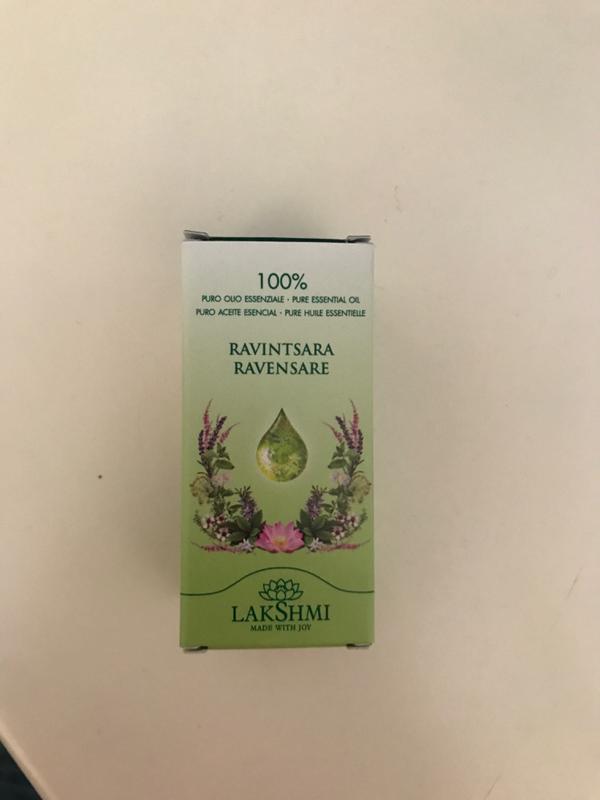 100%
PURO OLIO ESSENZIALE · PURE ESSENTIAL OIL
PURO ACEITE ESENCIAL · PURE HUILE ESSENTIELLE
RAVINTSARA
RAVENSARE
LAKSHMI
MADE WITH JOY